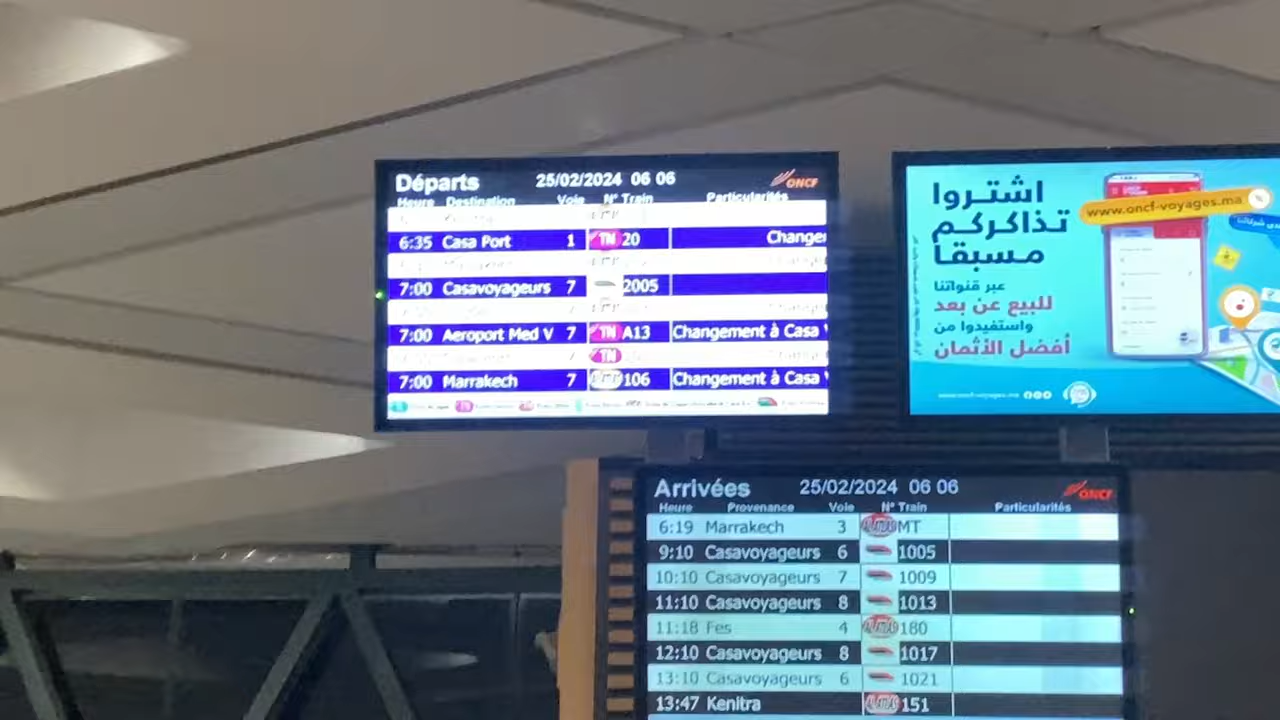 Départs 25/02/2024 06 06 ONCF
Heure Destination Voie N° Train Particularités
6:35 Casa Port 1 TN 20 Change
7:00 Casavoyageurs 7 2005
7:00 Aeroport Med V 7 TN A13 Changement à Casa
TN
7:00 Marrakech 7 106 Changement à Casa
اشتروا
تذاكركم
مسبقا
عبر قنواتنا
للبيع عن بعد
واستفيدوا من
أفضل الأثمان
www.oncf-voyages.ma
www.oncf-voyages.ma
Arrivées 25/02/2024 06 06 ONCF
Heure Provenance Voie N° Train Particularités
6:19 Marrakech 3 MT
9:10 Casavoyageurs 6 1005
10:10 Casavoyageurs 7 1009
11:10 Casavoyageurs 8 1013
11:18 Fes 4 180
12:10 Casavoyageurs 8 1017
13:10 Casavoyageurs 6 1021
13:47 Kenitra 151